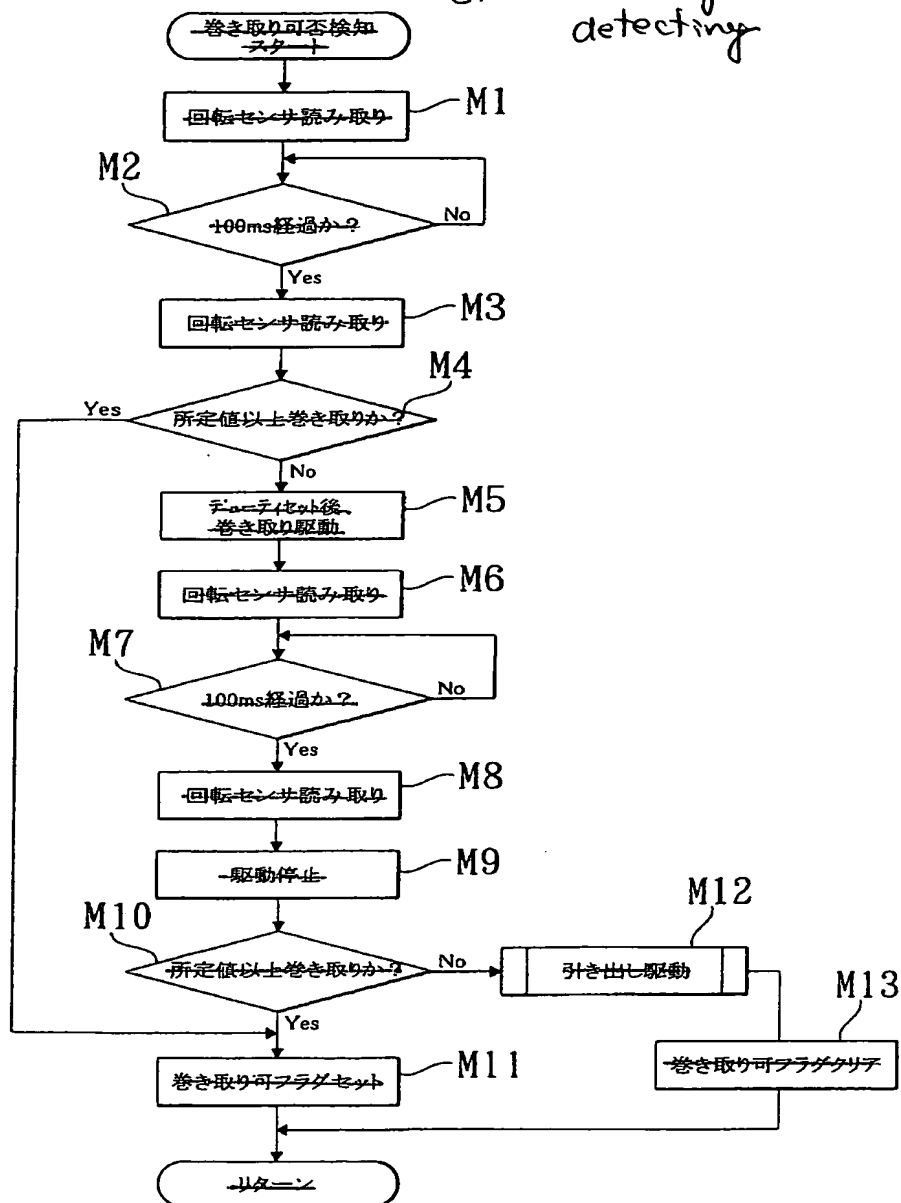 detecting
巻き取り可否検知
スタート
回転センサ読み取り
M1
M2
100ms経過か?
No
Yes
回転センサ読み取り
M3
M4
所定値以上巻き取りか?
Yes
No
デューティセット後、
巻き取り駆動
M5
回転センサ読み取り
M6
M7
100ms経過か?
No
Yes
回転センサ読み取り
M8
駆動停止
M9
M10
所定値以上巻き取りか?
No
Yes
M12
引き出し駆動
M13
巻き取り可フラグクリア
巻き取り可フラグセット
M11
リターン